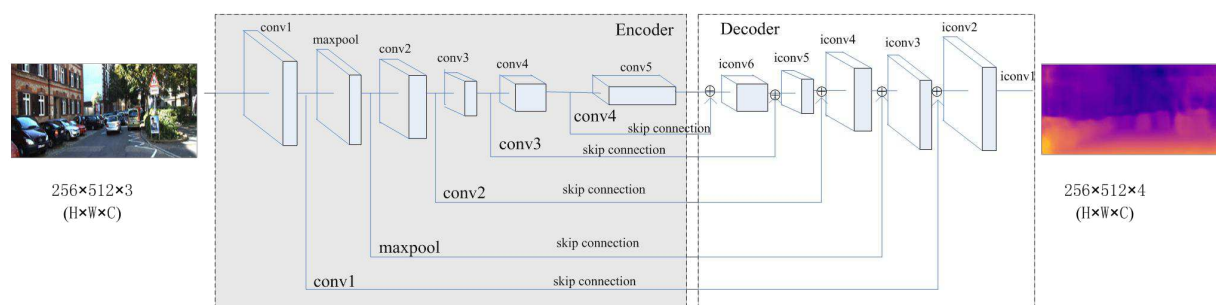 Encoder
Decoder
conv1
maxpool
conv2
conv3
conv4
conv5
iconv6
iconv5
iconv4
iconv3
iconv2
iconv1
conv4
skip connection
conv3
skip connection
conv2
skip connection
maxpool
skip connection
conv1
skip connection
256×512×3
(H×W×C)
256×512×4
(H×W×C)